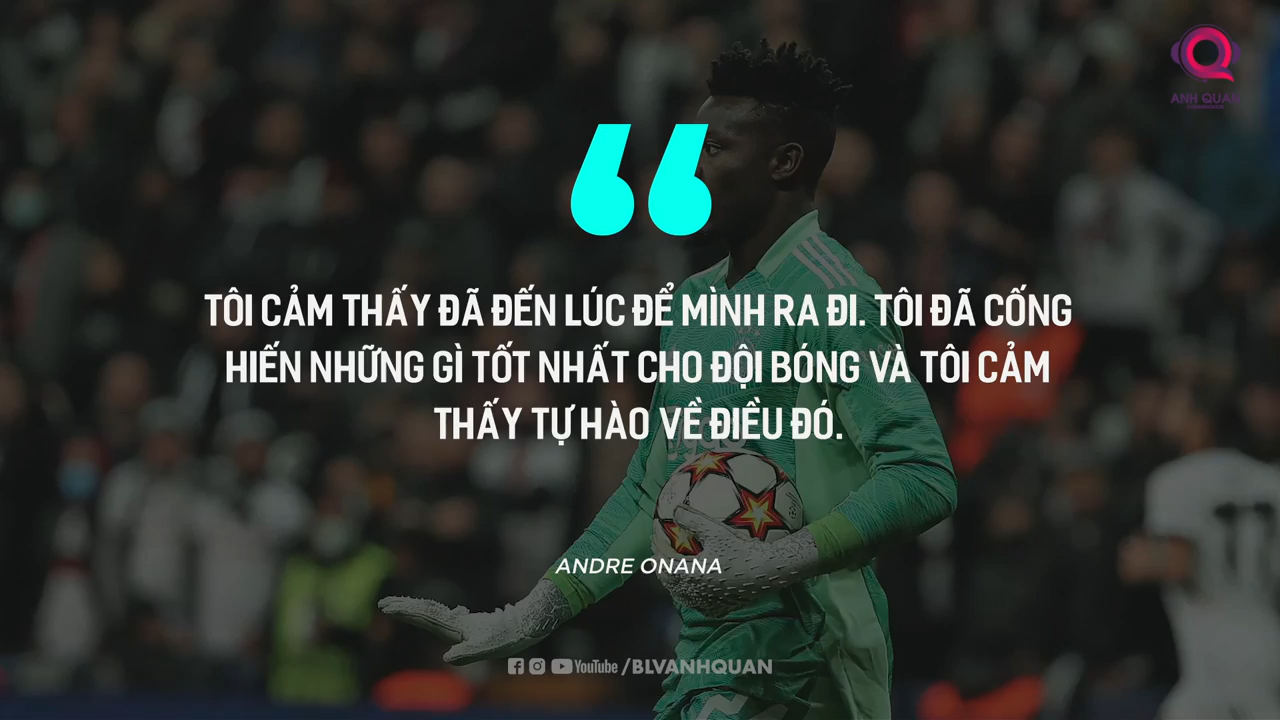 ANH QUAN
“
TÔI CẢM THẤY ĐÃ ĐẾN LÚC ĐỂ MÌNH RA ĐI. TÔI ĐÃ CỐNG
HIẾN NHỮNG GÌ TỐT NHẤT CHO ĐỘI BÓNG VÀ TÔI CẢM
THẤY TỰ HÀO VỀ ĐIỀU ĐÓ.
ANDRE ONANA
YouTube /BLVANHQUAN
11